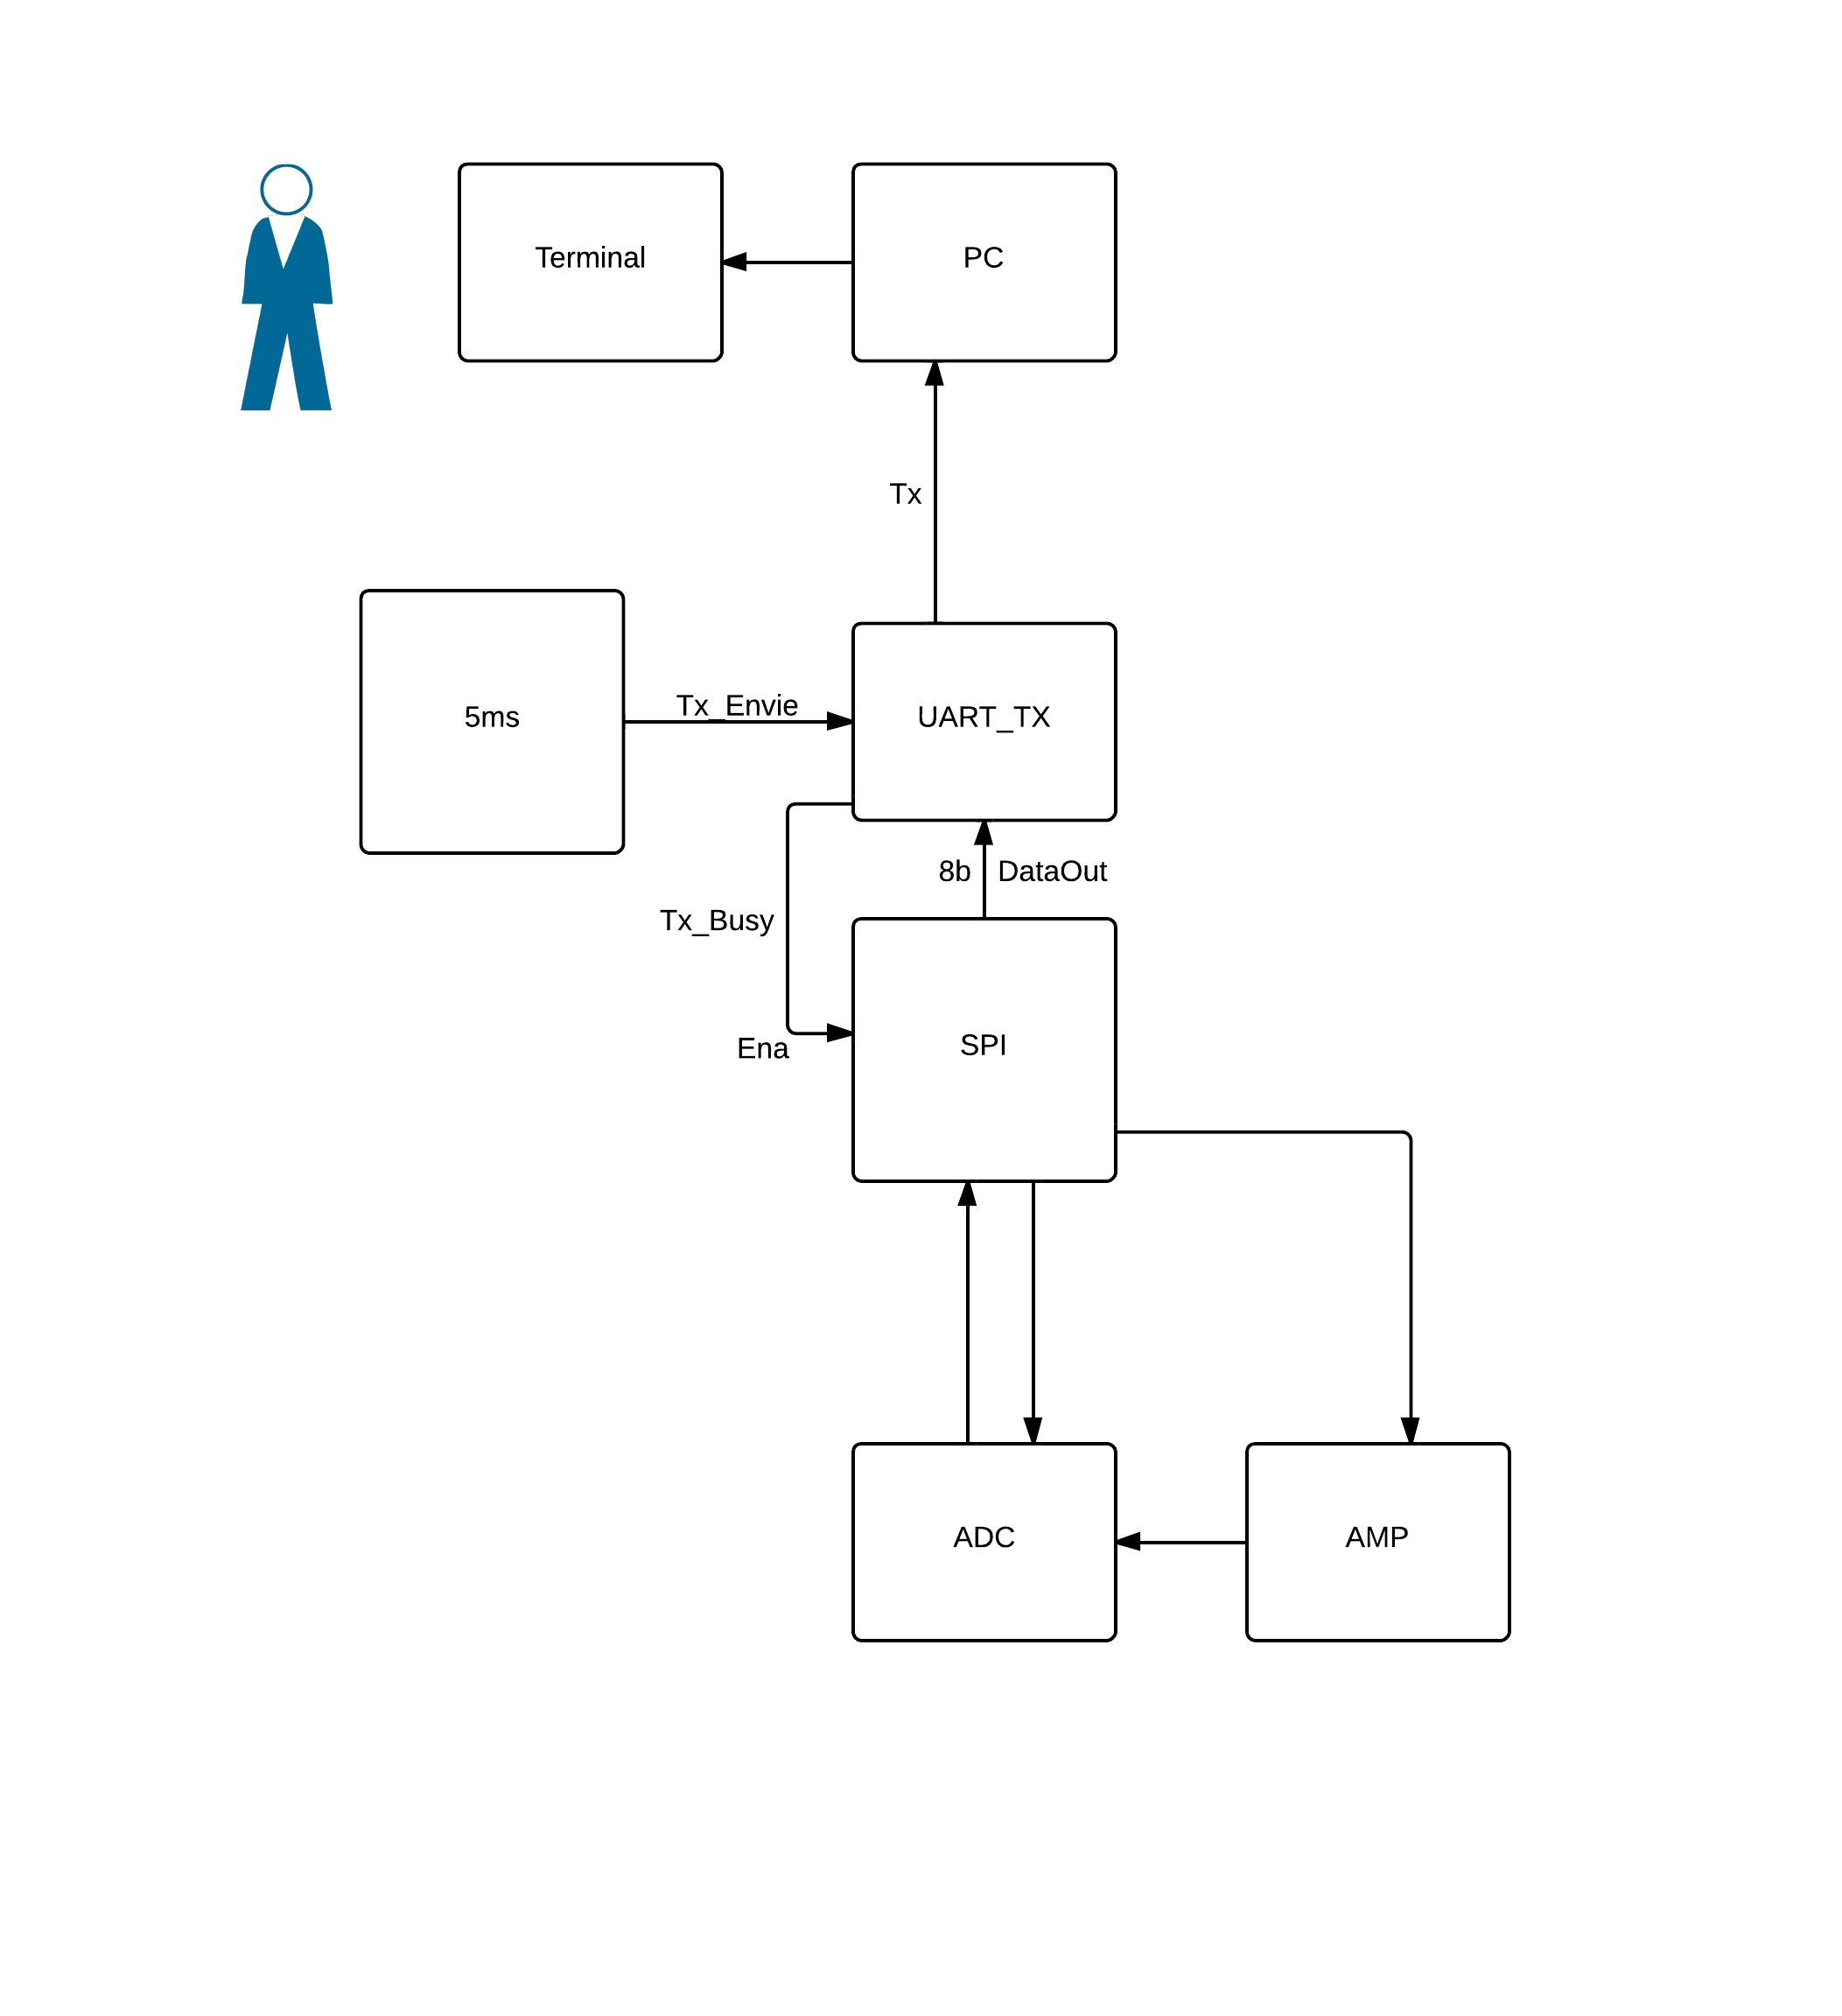 Terminal
PC
Tx
5ms
Tx_Envie
UART_TX
8b
DataOut
Tx_Busy
Ena
SPI
ADC
AMP